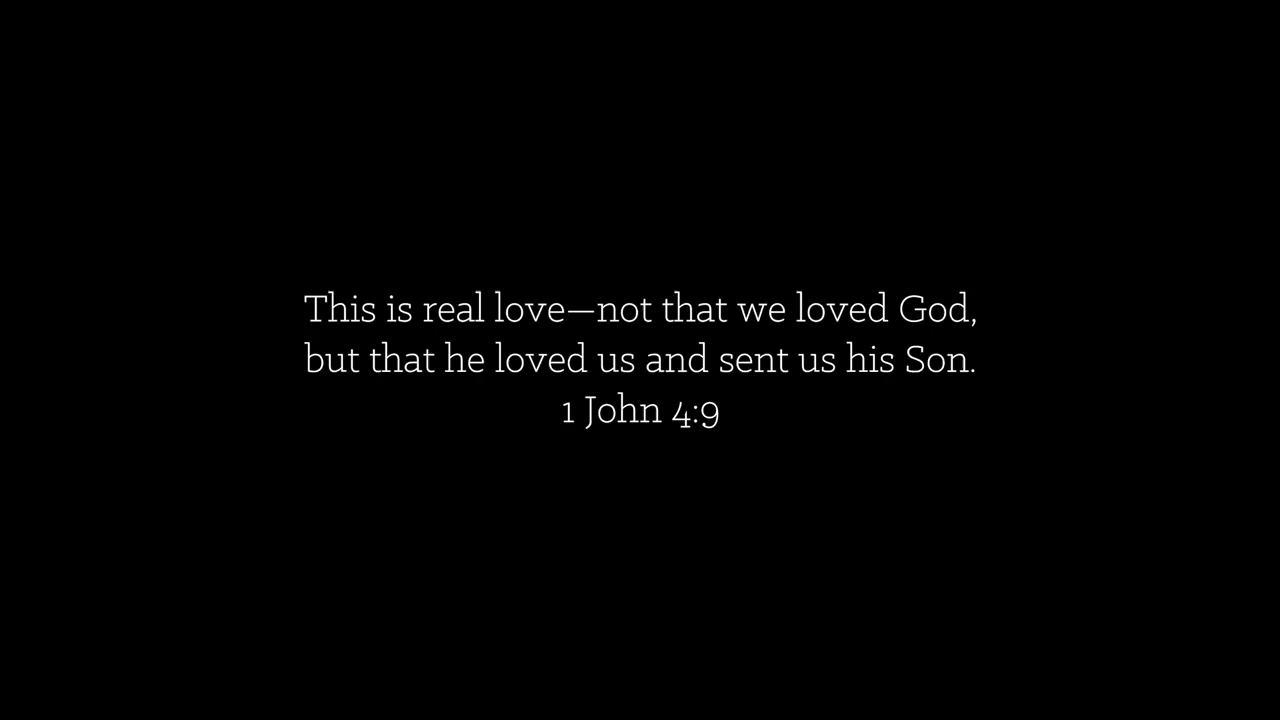 This is real love—not that we loved God,
but that he loved us and sent us his Son.
1 John 4:9